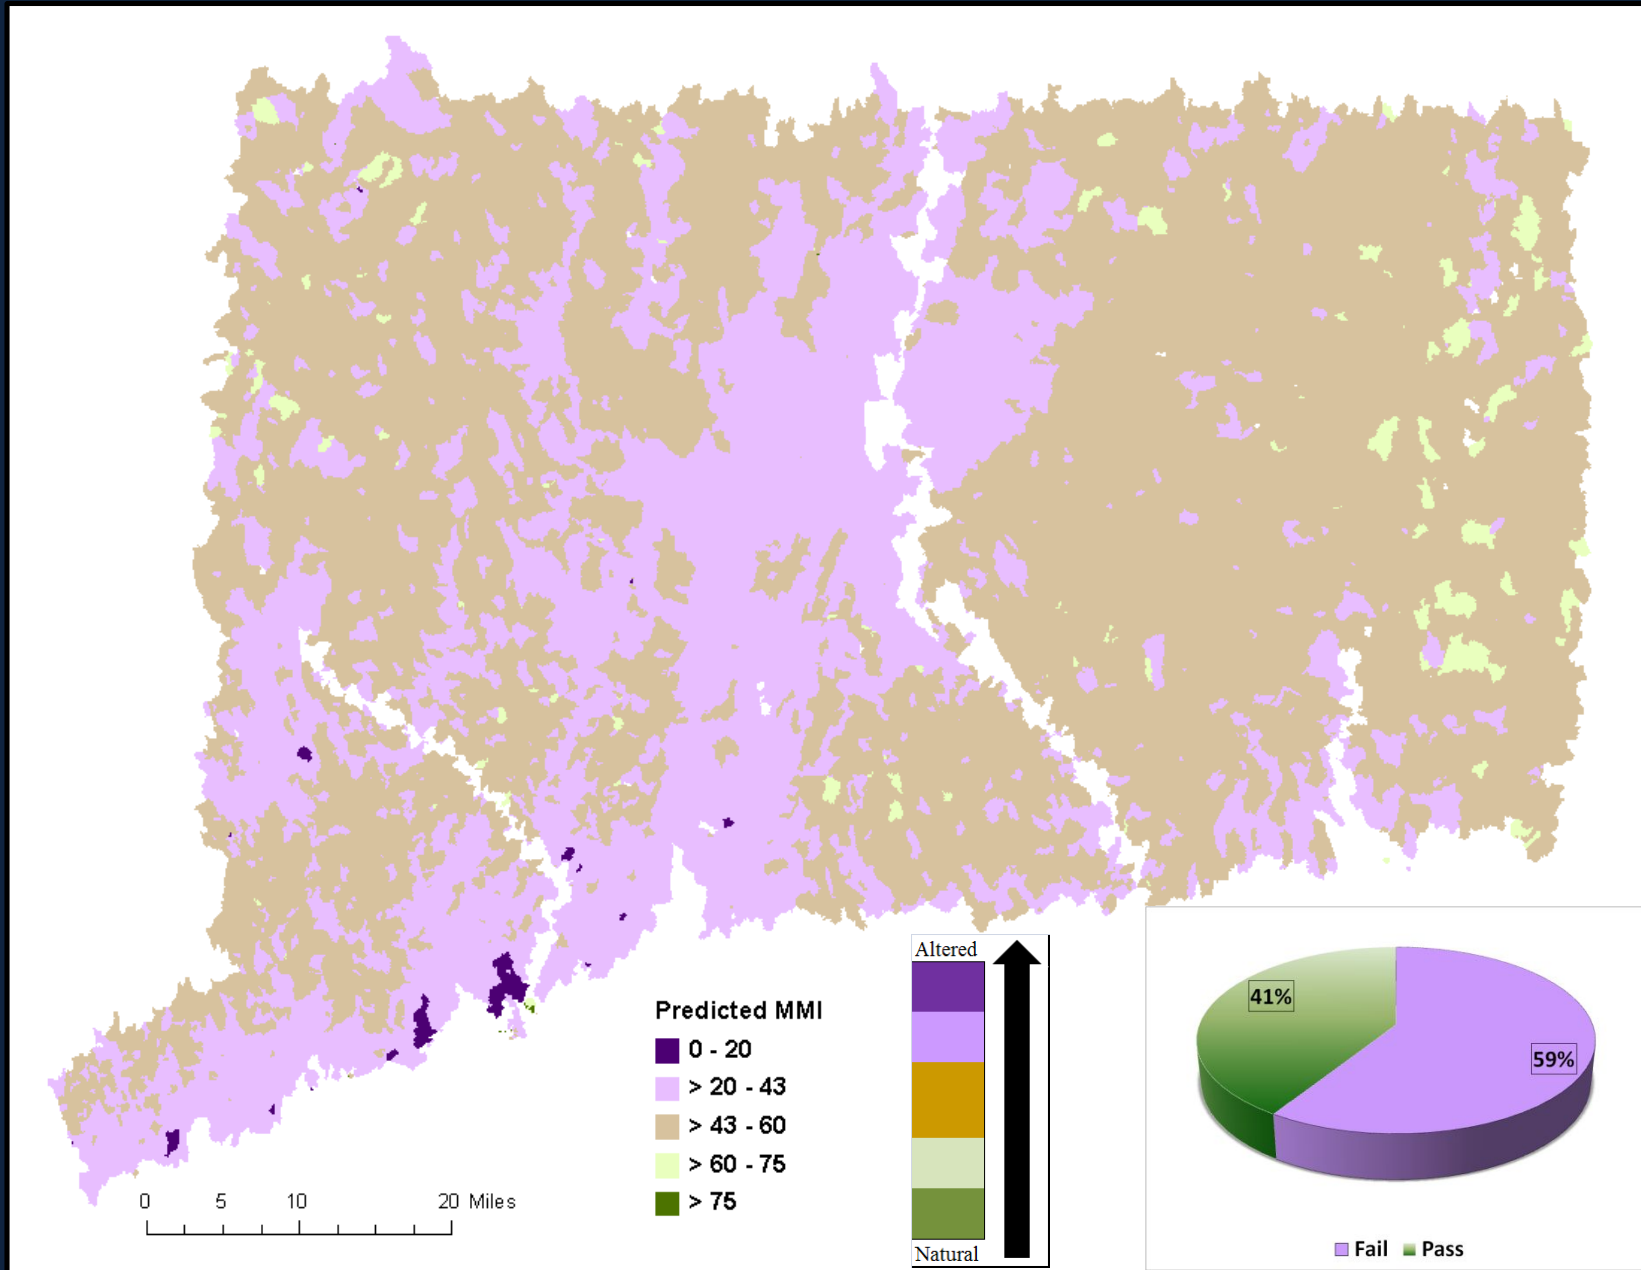 Predicted MMI
0 - 20
> 20 - 43
> 43 - 60
> 60 - 75
> 75
0 5 10 20 Miles
Altered
Natural
41%
59%
Fail Pass